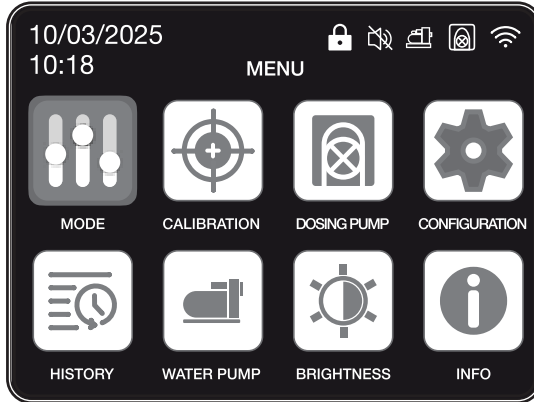 10/03/2025
10:18
MENU
MODE
CALIBRATION
DOSING PUMP
CONFIGURATION
HISTORY
WATER PUMP
BRIGHTNESS
INFO